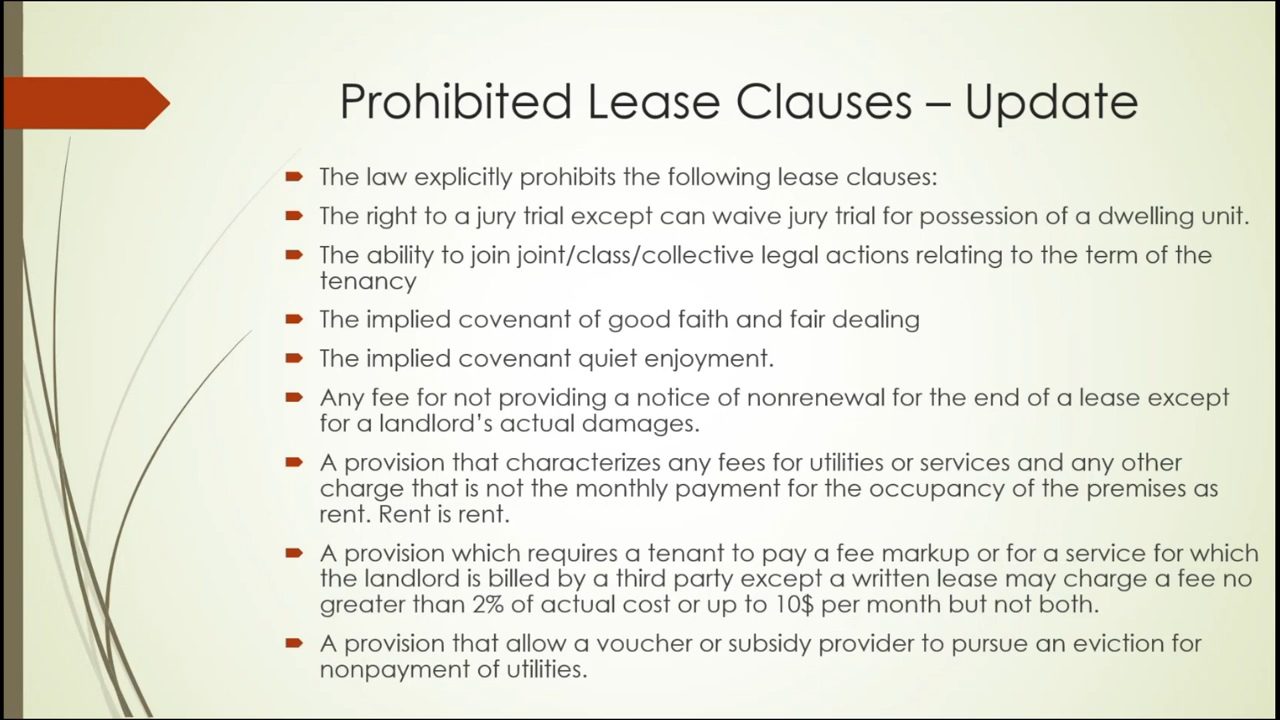 Prohibited Lease Clauses – Update
The law explicitly prohibits the following lease clauses:
The right to a jury trial except can waive jury trial for possession of a dwelling unit.
The ability to join joint/class/collective legal actions relating to the term of the
tenancy
The implied covenant of good faith and fair dealing
The implied covenant quiet enjoyment.
Any fee for not providing a notice of nonrenewal for the end of a lease except
for a landlord’s actual damages.
A provision that characterizes any fees for utilities or services and any other
charge that is not the monthly payment for the occupancy of the premises as
rent. Rent is rent.
A provision which requires a tenant to pay a fee markup or for a service for which
the landlord is billed by a third party except a written lease may charge a fee no
greater than 2% of actual cost or up to 10$ per month but not both.
A provision that allow a voucher or subsidy provider to pursue an eviction for
nonpayment of utilities.